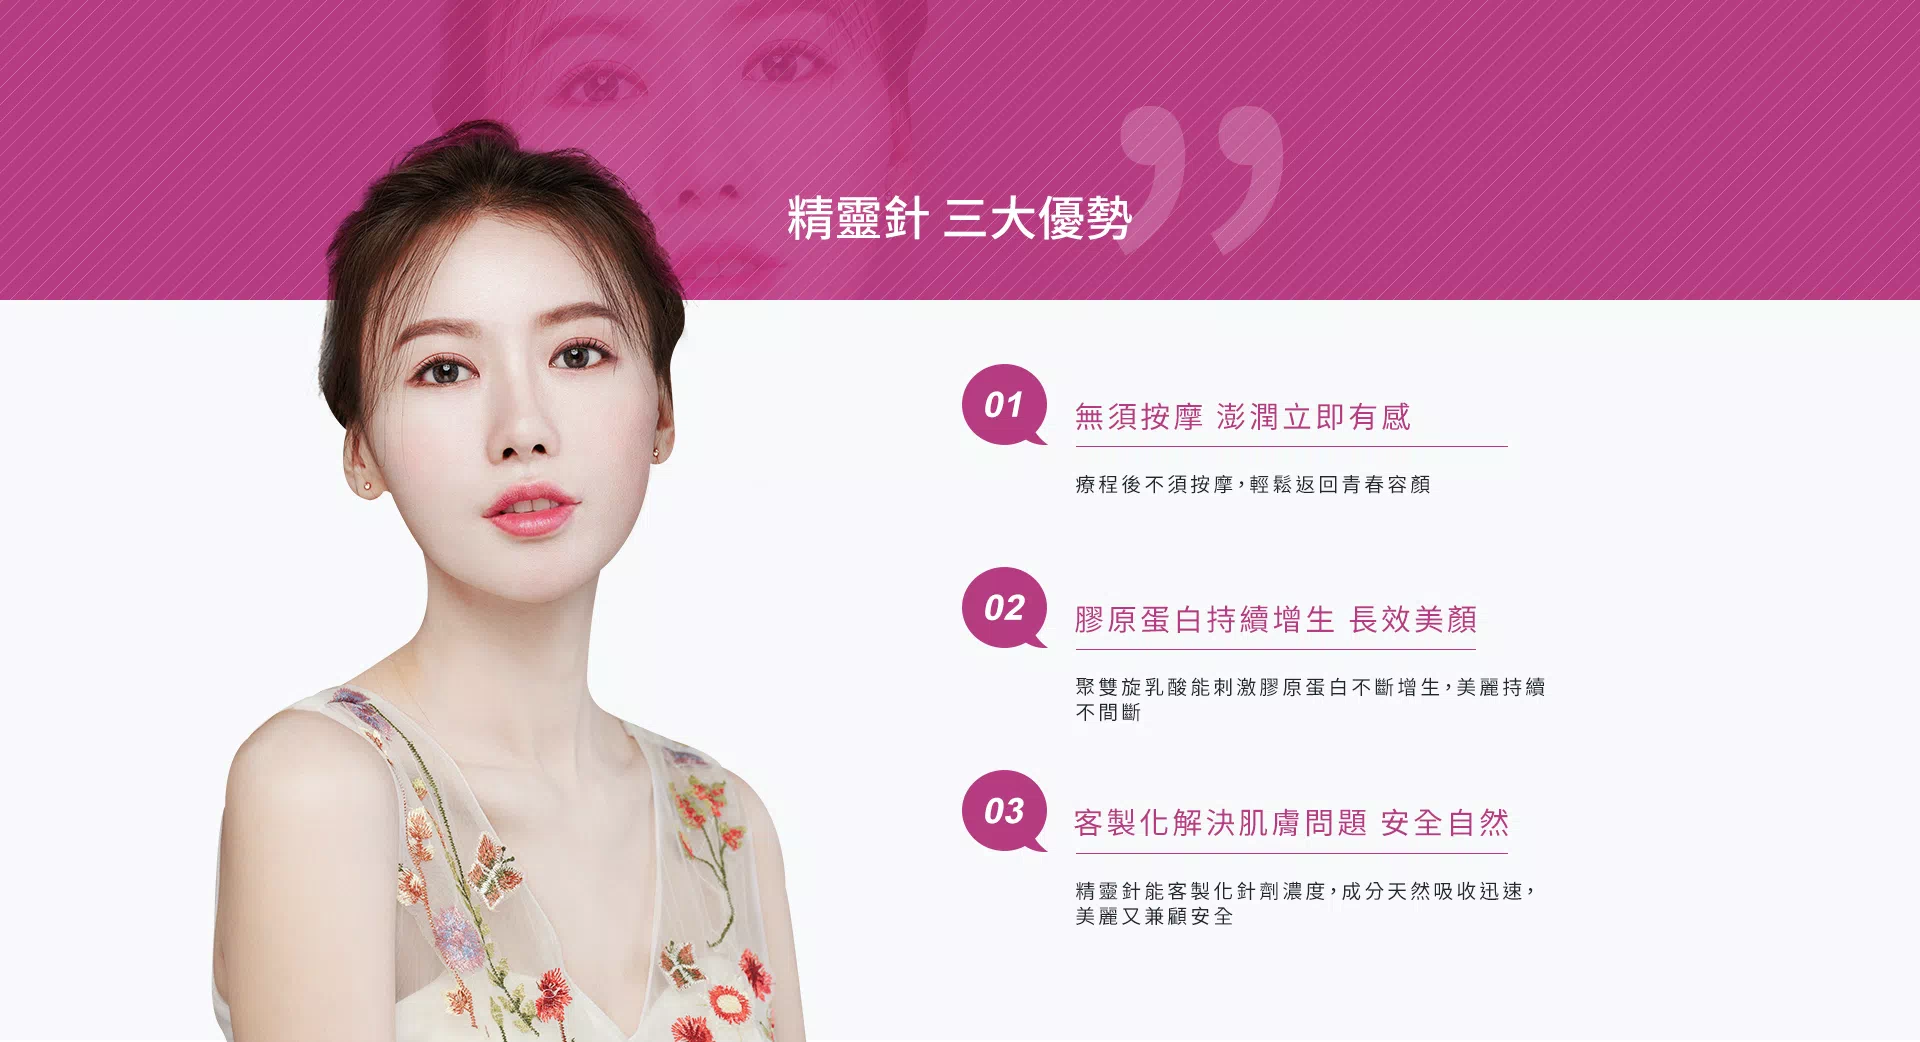 精靈針 三大優勢
01
無須按摩 澎潤立即有感
療程後不須按摩，輕鬆返回青春容顏
02
膠原蛋白持續增生 長效美顏
聚雙旋乳酸能刺激膠原蛋白不斷增生，美麗持續
不間斷
03
客製化解決肌膚問題 安全自然
精靈針能客製化針劑濃度，成分天然吸收迅速，
美麗又兼顧安全